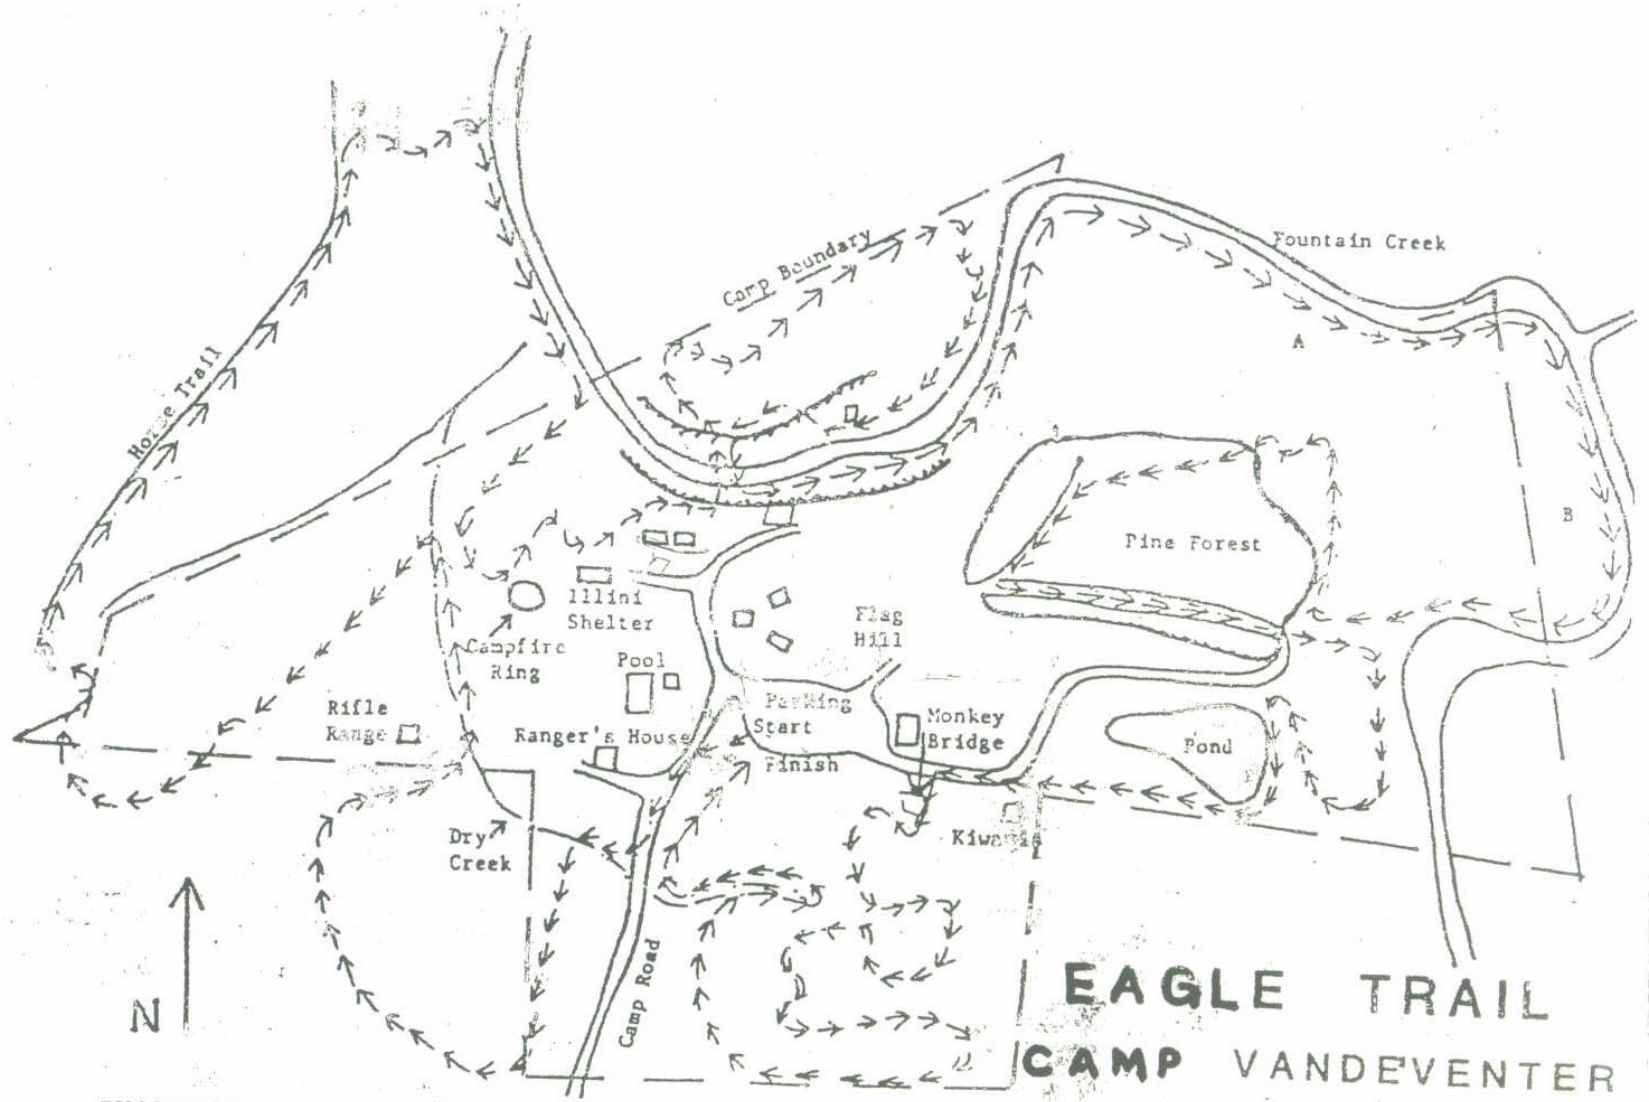 Fountain Creek
Camp Boundary
A
Horse Trail
B
Pine Forest
Illini
Shelter
Flag
Hill
Campfire
Ring
Pool
Rifle
Range
Ranger's House
Parking
Start
Finish
Monkey
Bridge
Pond
Kiwanis
Dry
Creek
Camp Road
N
EAGLE TRAIL
CAMP VANDEVENTER